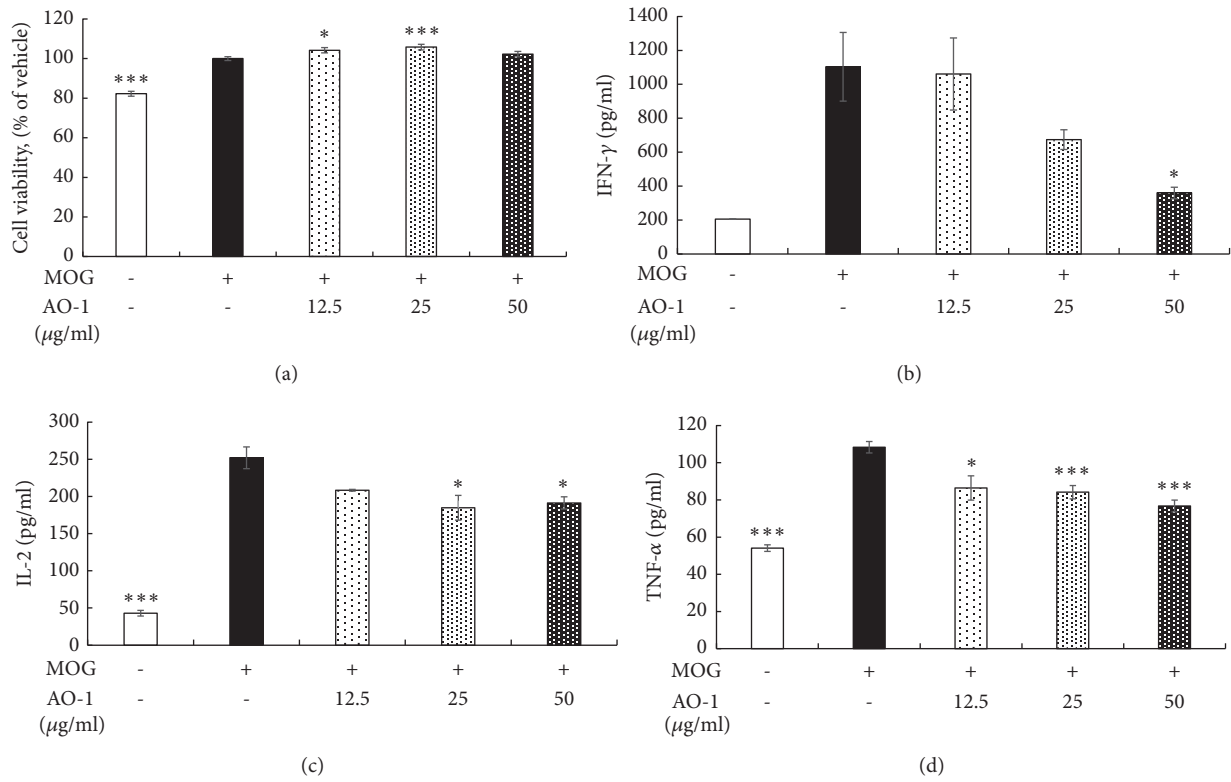 Cell viability, (% of vehicle)
120
100
80
60
40
20
0
***
*
***
MOG - + + + +
AO-1 - - 12.5 25 50
(μg/ml)
(a)
IFN-γ (pg/ml)
1400
1200
1000
800
600
400
200
0
*
MOG - + + + +
AO-1 - - 12.5 25 50
(μg/ml)
(b)
IL-2 (pg/ml)
300
250
200
150
100
50
0
***
*
*
MOG - + + + +
AO-1 - - 12.5 25 50
(μg/ml)
(c)
TNF-α (pg/ml)
120
100
80
60
40
20
0
***
*
***
***
MOG - + + + +
AO-1 - - 12.5 25 50
(μg/ml)
(d)